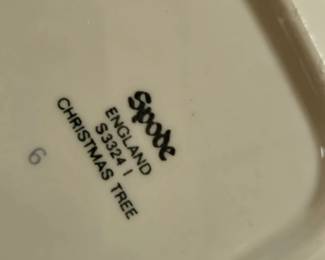 Spode
ENGLAND
S3324 I
CHRISTMAS TREE
6